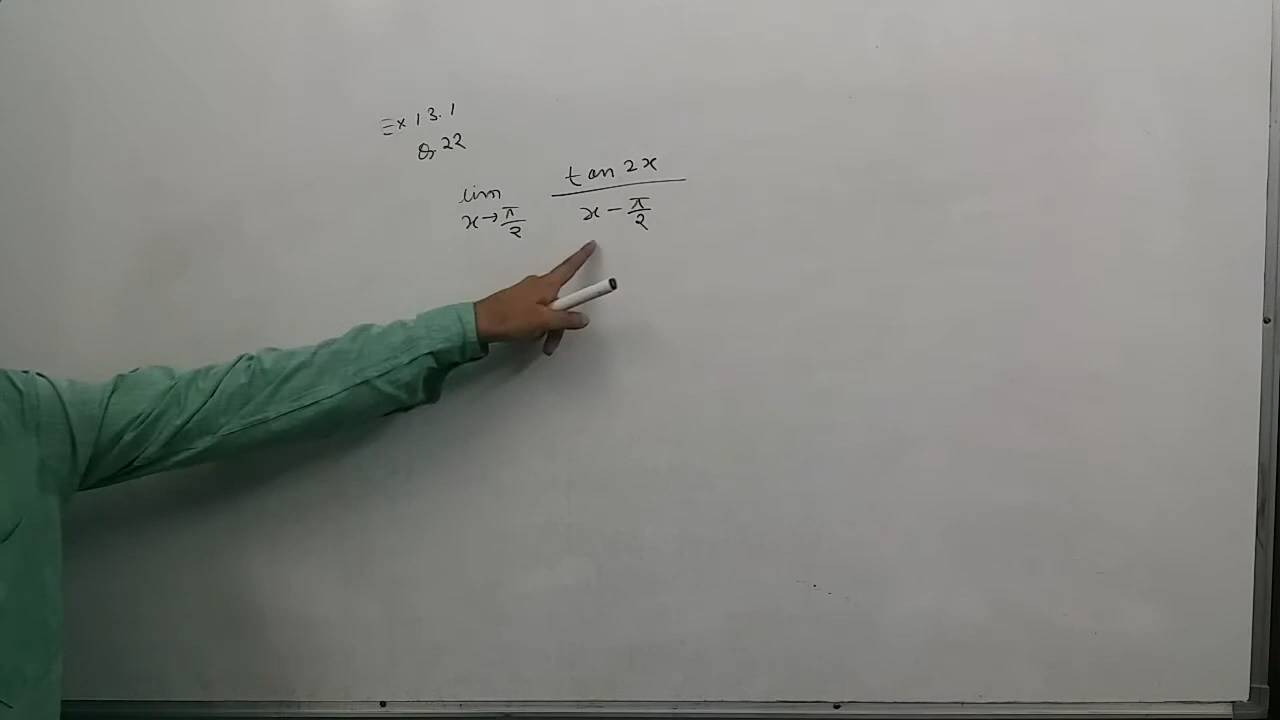 Ex 13.1
Q 22
lim x→π/2 tan 2x / x - π/2